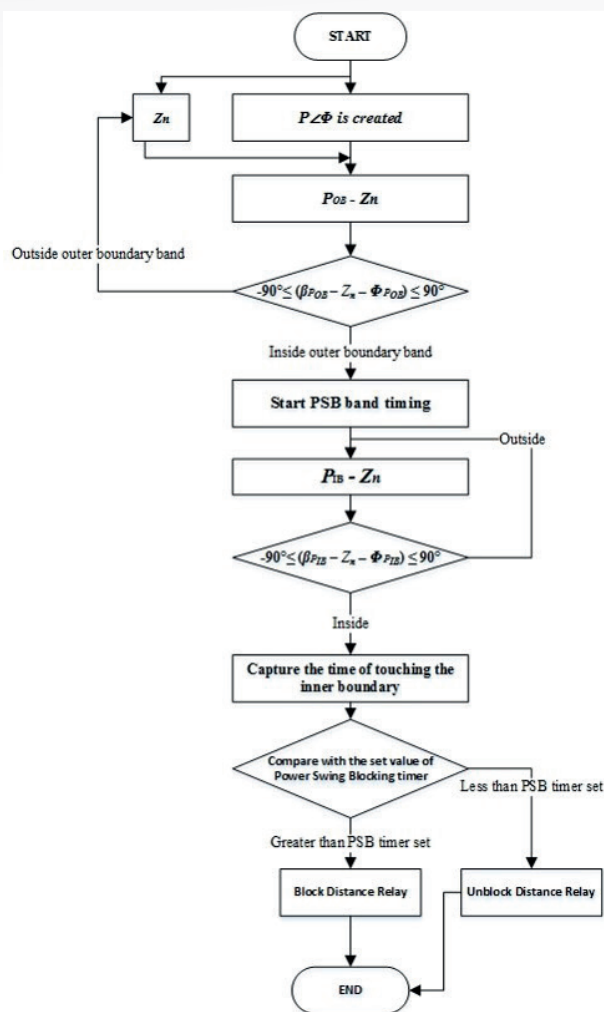 START
Zn
P∠Φ is created
POB - Zn
Outside outer boundary band
-90°≤ (βPOB – Zn – ΦPOB) ≤ 90°
Inside outer boundary band
Start PSB band timing
Outside
PIB - Zn
-90°≤ (βPIB – Zn – ΦPIB) ≤ 90°
Inside
Capture the time of touching the
inner boundary
Compare with the set value of
Power Swing Blocking timer
Less than PSB timer set
Greater than PSB timer set
Block Distance Relay
Unblock Distance Relay
END